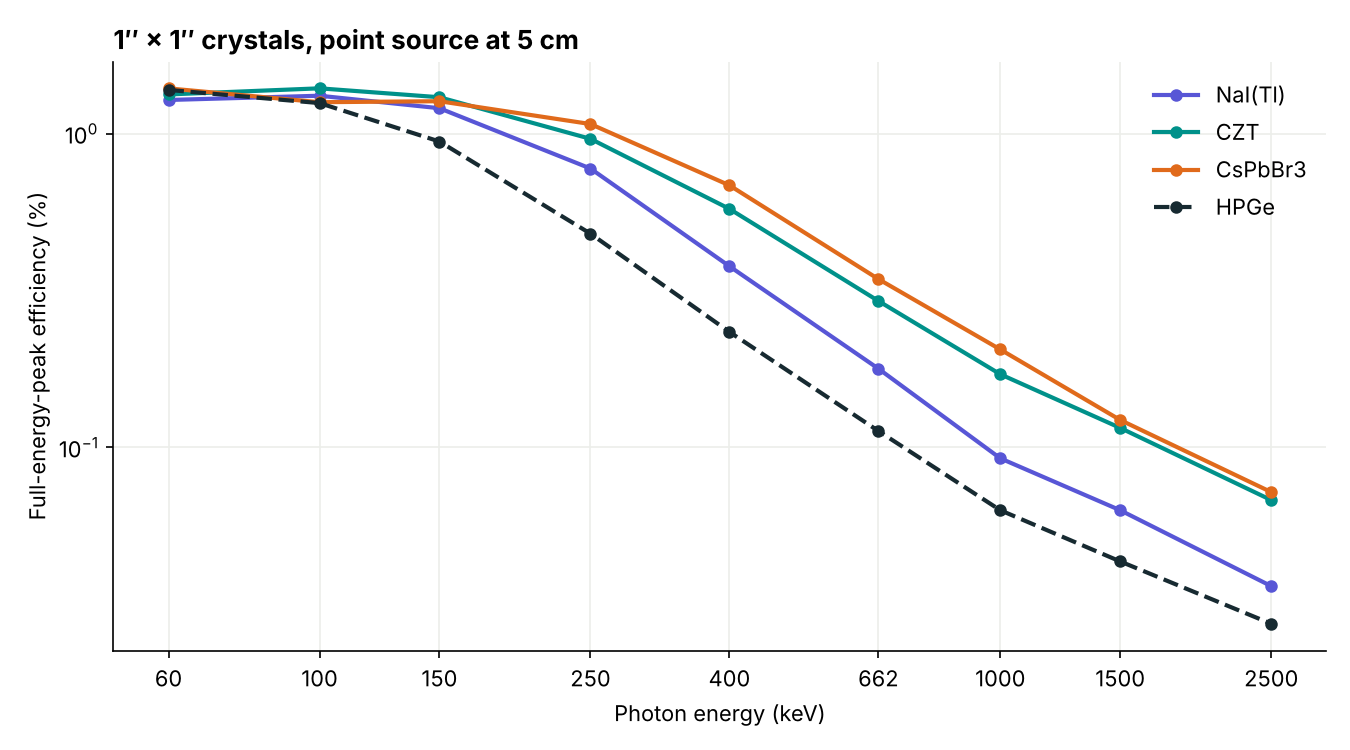 1″ × 1″ crystals, point source at 5 cm
NaI(Tl)
CZT
CsPbBr3
HPGe
Full-energy-peak efficiency (%)
10⁰
10⁻¹
60 100 150 250 400 662 1000 1500 2500
Photon energy (keV)